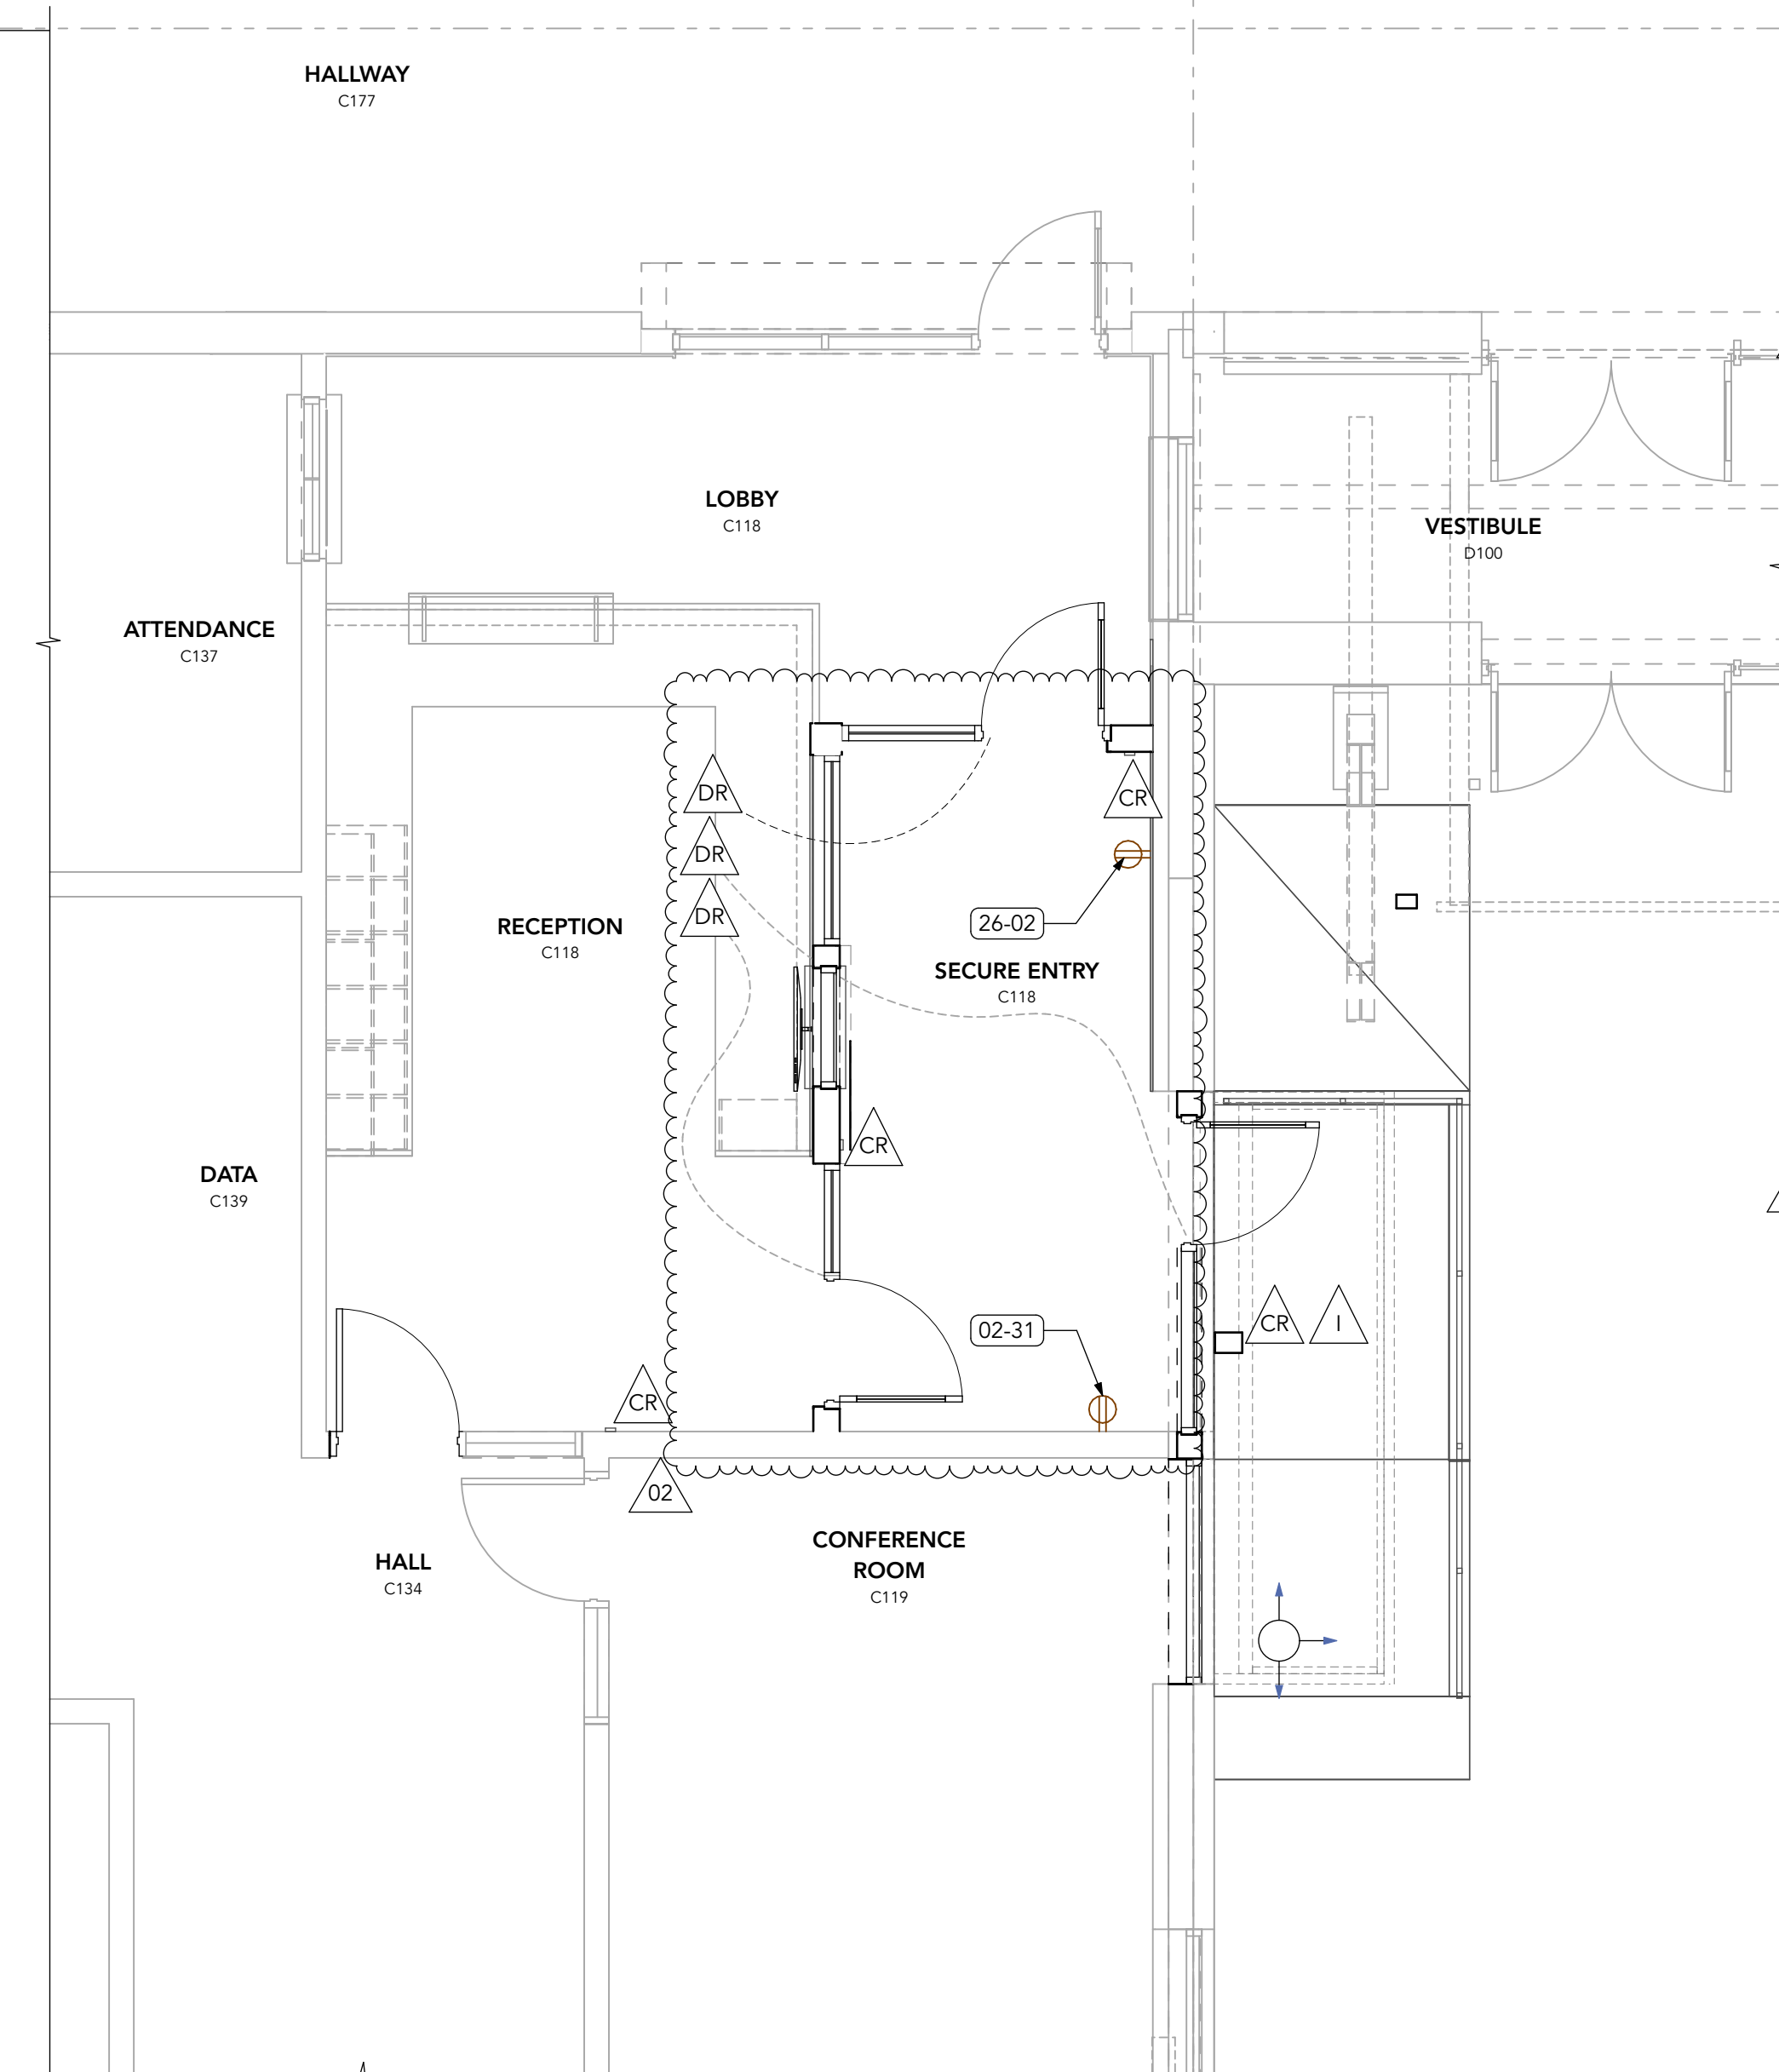 HALLWAY
C177
LOBBY
C118
VESTIBULE
D100
ATTENDANCE
C137
DR
CR
DR
DR
26-02
RECEPTION
C118
SECURE ENTRY
C118
CR
DATA
C139
CR
I
02-31
CR
02
CONFERENCE
ROOM
C119
HALL
C134